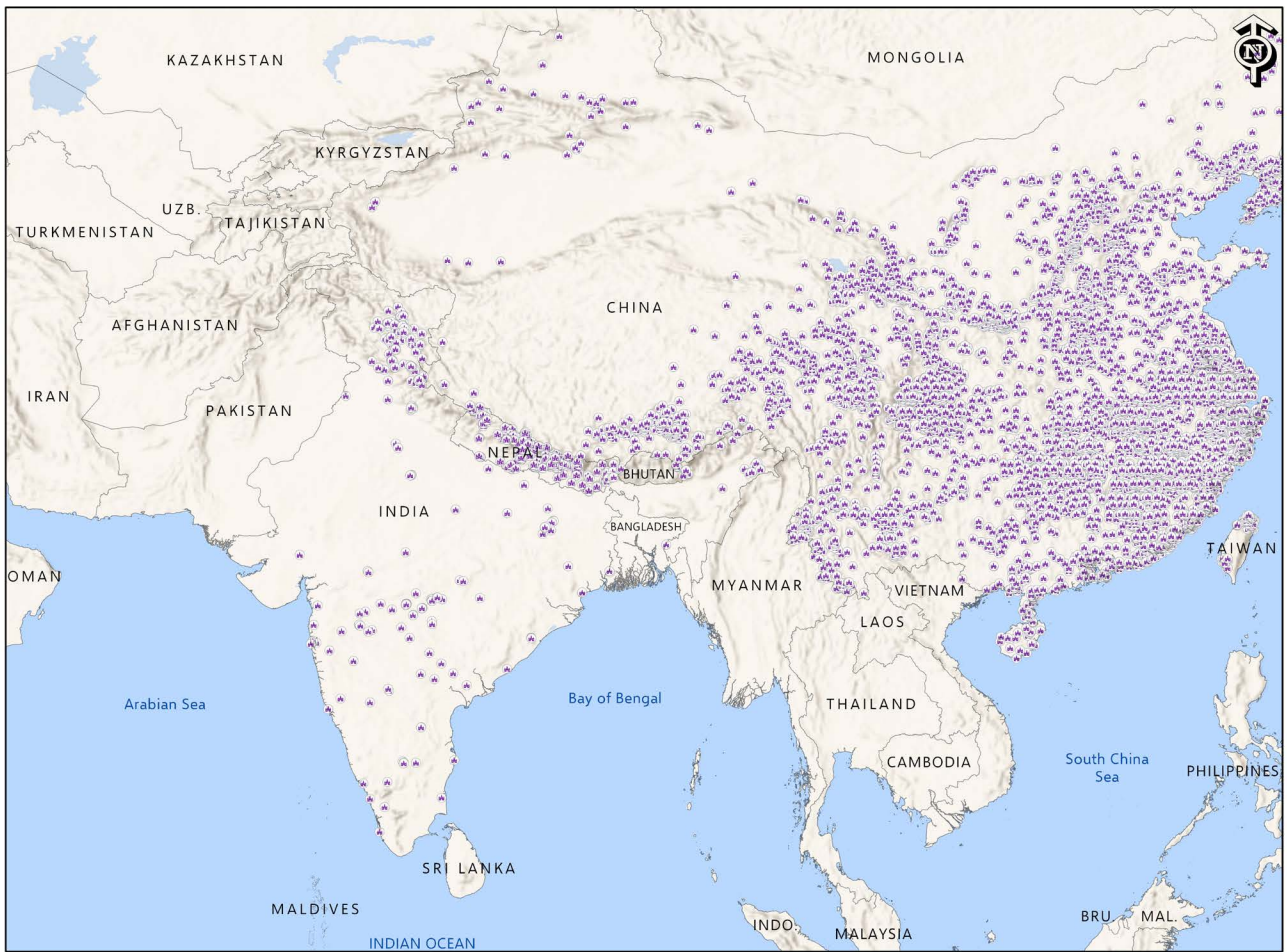 KAZAKHSTAN
MONGOLIA
N
KYRGYZSTAN
UZB.
TAJIKISTAN
TURKMENISTAN
CHINA
AFGHANISTAN
IRAN
PAKISTAN
NEPAL
BHUTAN
INDIA
BANGLADESH
TAIWAN
OMAN
MYANMAR
VIETNAM
LAOS
Arabian Sea
Bay of Bengal
THAILAND
South China
Sea
CAMBODIA
PHILIPPINES
SRI LANKA
MALDIVES
BRU.
MAL.
INDO.
MALAYSIA
INDIAN OCEAN